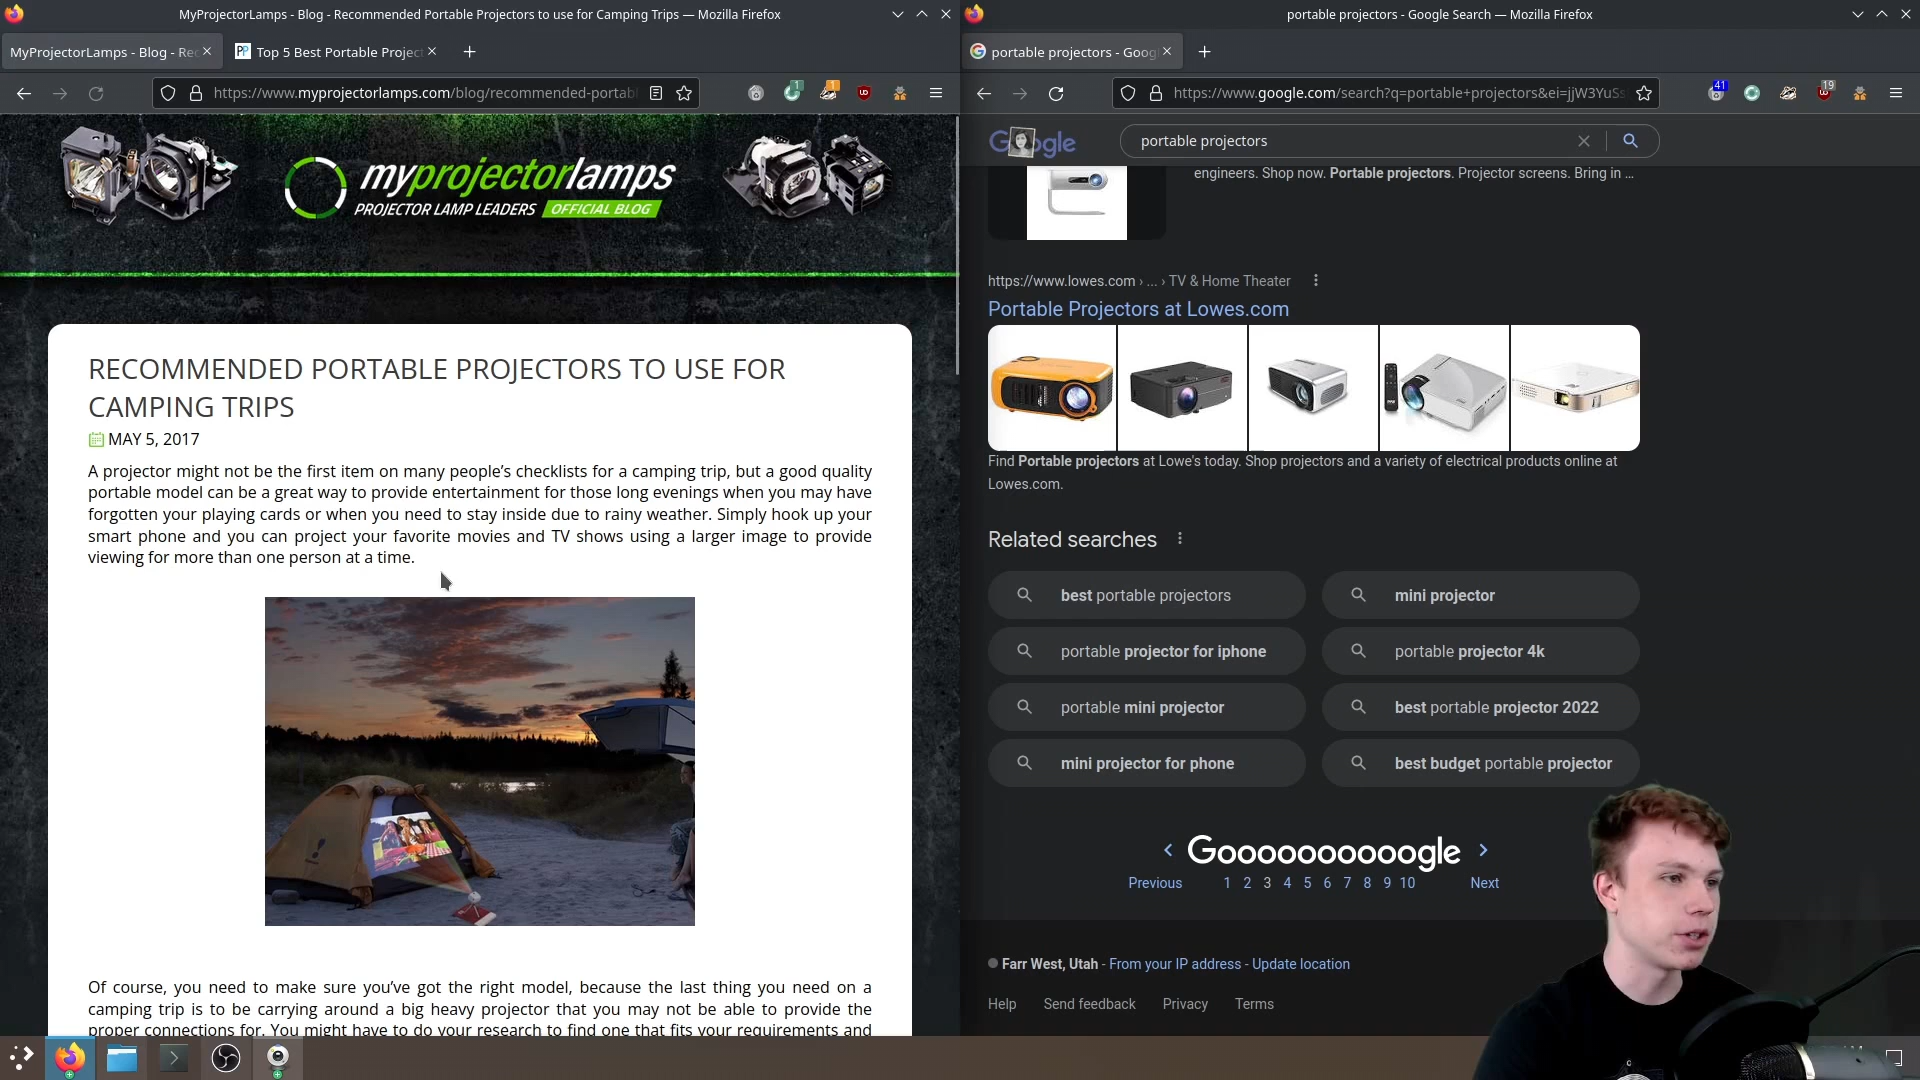 MyProjectorLamps - Blog - Recommended Portable Projectors to use for Camping Trips — Mozilla Firefox
MyProjectorLamps - Blog - Rec
Top 5 Best Portable Project
https://www.myprojectorlamps.com/blog/recommended-portabl
myprojectorlamps
PROJECTOR LAMP LEADERS OFFICIAL BLOG
RECOMMENDED PORTABLE PROJECTORS TO USE FOR
CAMPING TRIPS
MAY 5, 2017
A projector might not be the first item on many people’s checklists for a camping trip, but a good quality
portable model can be a great way to provide entertainment for those long evenings when you may have
forgotten your playing cards or when you need to stay inside due to rainy weather. Simply hook up your
smart phone and you can project your favorite movies and TV shows using a larger image to provide
viewing for more than one person at a time.
Of course, you need to make sure you’ve got the right model, because the last thing you need on a
camping trip is to be carrying around a big heavy projector that you may not be able to provide the
proper connections for. You might have to do your research to find one that fits your requirements and
portable projectors - Google Search — Mozilla Firefox
portable projectors - Goog
https://www.google.com/search?q=portable+projectors&ei=jjW3YuSs
41
19
1
1
Google
portable projectors
engineers. Shop now. Portable projectors. Projector screens. Bring in ...
https://www.lowes.com › ... › TV & Home Theater
Portable Projectors at Lowes.com
Find Portable projectors at Lowe's today. Shop projectors and a variety of electrical products online at
Lowes.com.
Related searches
best portable projectors
mini projector
portable projector for iphone
portable projector 4k
portable mini projector
best portable projector 2022
mini projector for phone
best budget portable projector
Goooooooooogle
Previous 1 2 3 4 5 6 7 8 9 10 Next
Farr West, Utah - From your IP address - Update location
Help Send feedback Privacy Terms